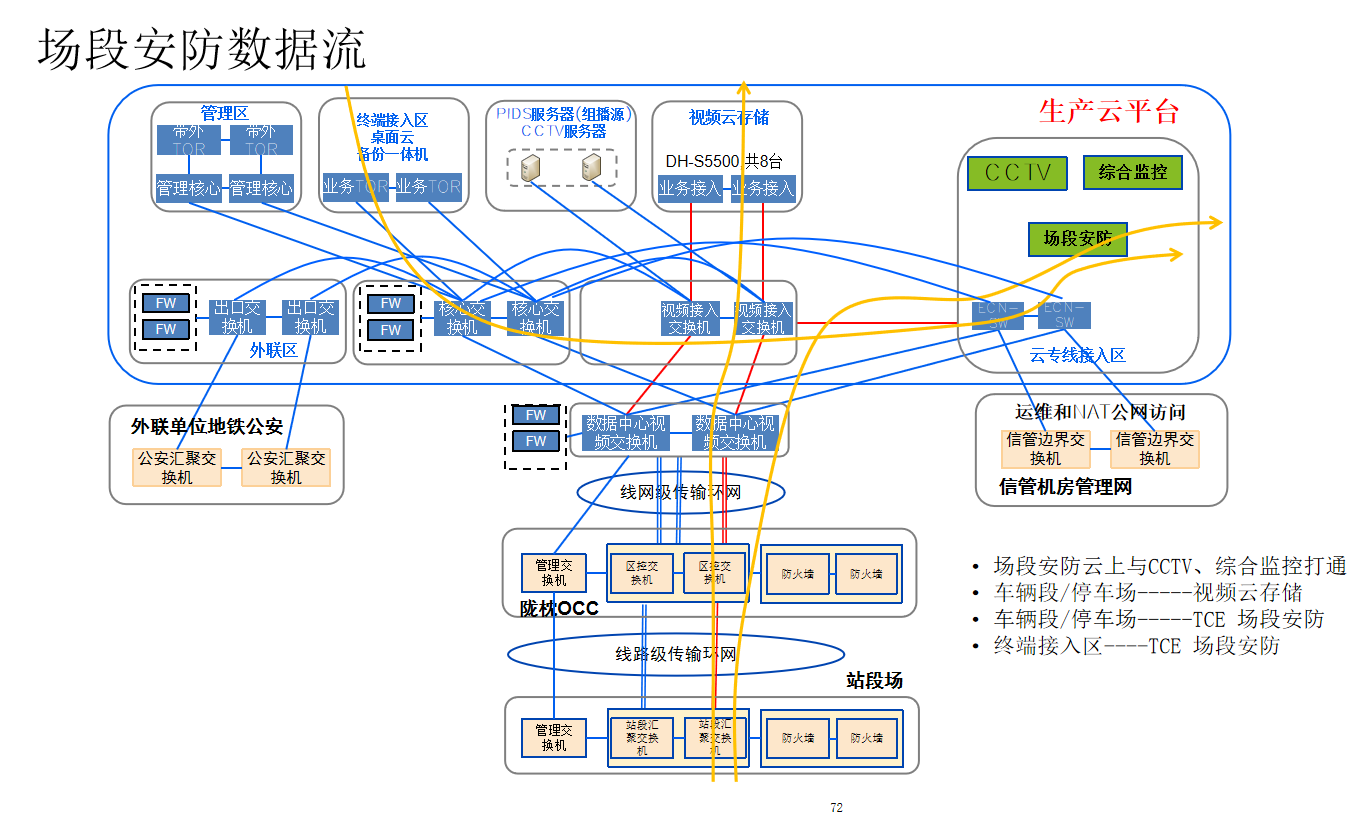 场段安防数据流
生产云平台
管理区
带外
TOR
带外
TOR
管理核心
管理核心
终端接入区
桌面云
备份一体机
业务TOR
业务TOR
PIDS服务器(组播源)
CCTV服务器
视频云存储
DH-S5500 共8台
业务接入
业务接入
CCTV
综合监控
场段安防
FW
FW
出口交
换机
出口交
换机
外联区
FW
FW
核心交
换机
核心交
换机
视频接入
交换机
视频接入
交换机
ECN-
SW
ECN-
SW
云专线接入区
外联单位地铁公安
公安汇聚交
换机
公安汇聚交
换机
FW
FW
数据中心视
频交换机
数据中心视
频交换机
运维和NAT公网访问
信管边界交
换机
信管边界交
换机
信管机房管理网
线网级传输环网
管理交
换机
区控交
换机
区控交
换机
防火墙
防火墙
陇枕OCC
线路级传输环网
站段场
管理交
换机
站段汇
聚交换
机
站段汇
聚交换
机
防火墙
防火墙
• 场段安防云上与CCTV、综合监控打通
• 车辆段/停车场-----视频云存储
• 车辆段/停车场-----TCE 场段安防
• 终端接入区----TCE 场段安防
72